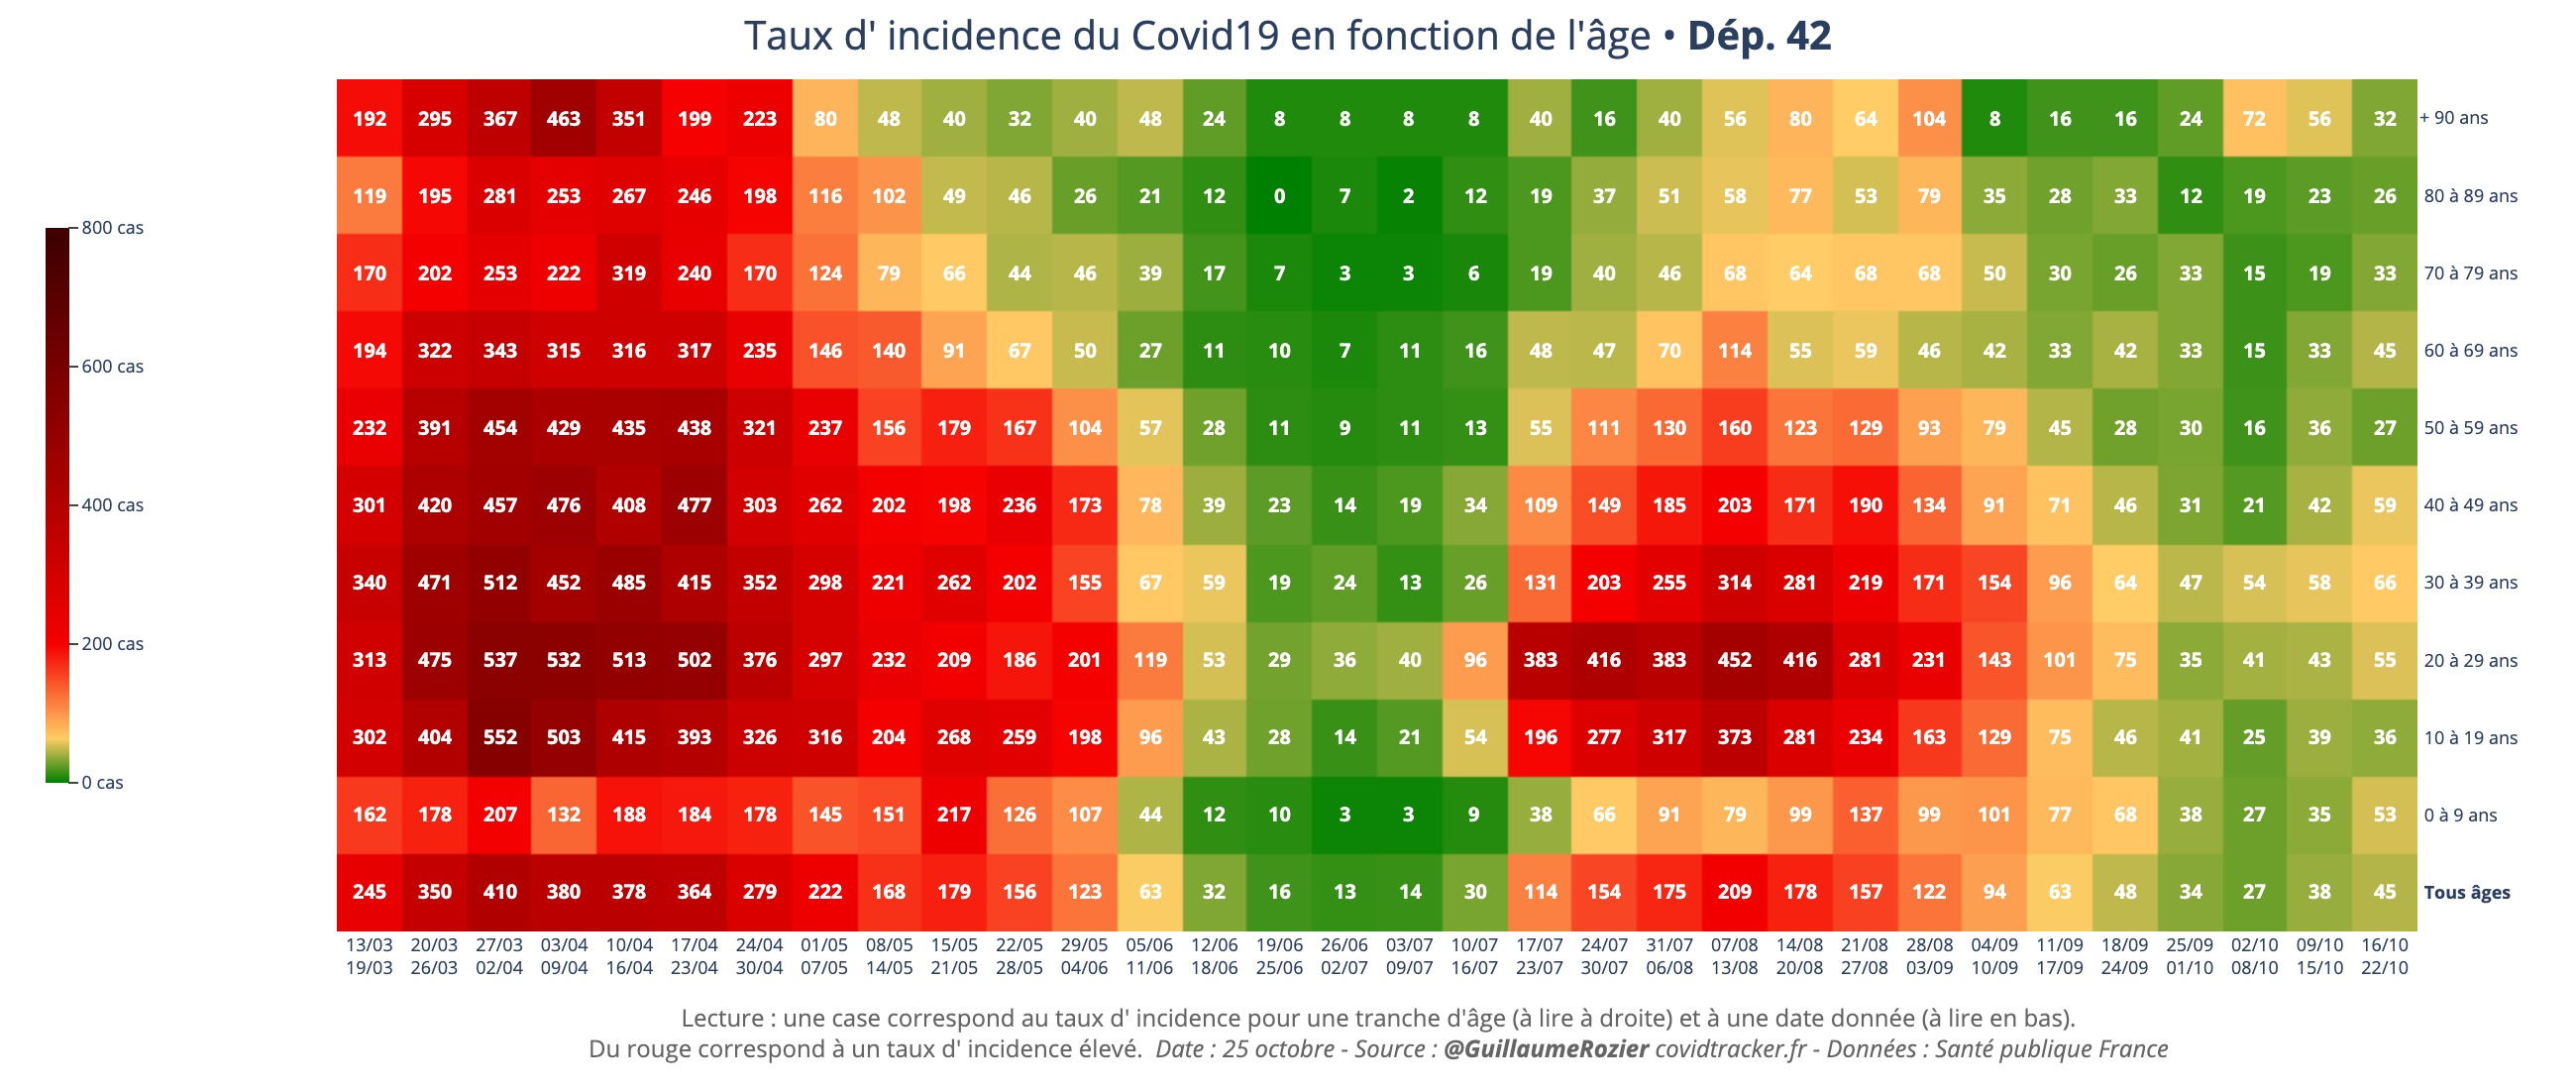 Taux d' incidence du Covid19 en fonction de l'âge • Dép. 42
800 cas
600 cas
400 cas
200 cas
0 cas
192 295 367 463 351 199 223 80 48 40 32 40 48 24 8 8 8 8 40 16 40 56 80 64 104 8 16 16 24 72 56 32 + 90 ans
119 195 281 253 267 246 198 116 102 49 46 26 21 12 0 7 2 12 19 37 51 58 77 53 79 35 28 33 12 19 23 26 80 à 89 ans
170 202 253 222 319 240 170 124 79 66 44 46 39 17 7 3 3 6 19 40 46 68 64 68 68 50 30 26 33 15 19 33 70 à 79 ans
194 322 343 315 316 317 235 146 140 91 67 50 27 11 10 7 11 16 48 47 70 114 55 59 46 42 33 42 33 15 33 45 60 à 69 ans
232 391 454 429 435 438 321 237 156 179 167 104 57 28 11 9 11 13 55 111 130 160 123 129 93 79 45 28 30 16 36 27 50 à 59 ans
301 420 457 476 408 477 303 262 202 198 236 173 78 39 23 14 19 34 109 149 185 203 171 190 134 91 71 46 31 21 42 59 40 à 49 ans
340 471 512 452 485 415 352 298 221 262 202 155 67 59 19 24 13 26 131 203 255 314 281 219 171 154 96 64 47 54 58 66 30 à 39 ans
313 475 537 532 513 502 376 297 232 209 186 201 119 53 29 36 40 96 383 416 383 452 416 281 231 143 101 75 35 41 43 55 20 à 29 ans
302 404 552 503 415 393 326 316 204 268 259 198 96 43 28 14 21 54 196 277 317 373 281 234 163 129 75 46 41 25 39 36 10 à 19 ans
162 178 207 132 188 184 178 145 151 217 126 107 44 12 10 3 3 9 38 66 91 79 99 137 99 101 77 68 38 27 35 53 0 à 9 ans
245 350 410 380 378 364 279 222 168 179 156 123 63 32 16 13 14 30 114 154 175 209 178 157 122 94 63 48 34 27 38 45 Tous âges
13/03 20/03 27/03 03/04 10/04 17/04 24/04 01/05 08/05 15/05 22/05 29/05 05/06 12/06 19/06 26/06 03/07 10/07 17/07 24/07 31/07 07/08 14/08 21/08 28/08 04/09 11/09 18/09 25/09 02/10 09/10 16/10
19/03 26/03 02/04 09/04 16/04 23/04 30/04 07/05 14/05 21/05 28/05 04/06 11/06 18/06 25/06 02/07 09/07 16/07 23/07 30/07 06/08 13/08 20/08 27/08 03/09 10/09 17/09 24/09 01/10 08/10 15/10 22/10
Lecture : une case correspond au taux d' incidence pour une tranche d'âge (à lire à droite) et à une date donnée (à lire en bas).
Du rouge correspond à un taux d' incidence élevé. Date : 25 octobre - Source : @GuillaumeRozier covidtracker.fr - Données : Santé publique France